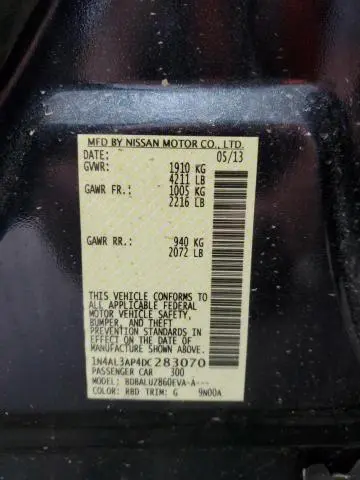 MFD BY NISSAN MOTOR CO., LTD.
DATE: 05/13
GVWR: 1910 KG
4211 LB
GAWR FR: 1005 KG
2216 LB
GAWR RR: 940 KG
2072 LB
THIS VEHICLE CONFORMS TO
ALL APPLICABLE FEDERAL
MOTOR VEHICLE SAFETY,
BUMPER, AND THEFT
PREVENTION STANDARDS IN
EFFECT ON THE DATE OF
MANUFACTURE SHOWN ABOVE.
1N4AL3AP4DC283070
PASSENGER CAR 300
MODEL: BDBALUZ860EVA-A---
COLOR: RBD TRIM: G 9N00A